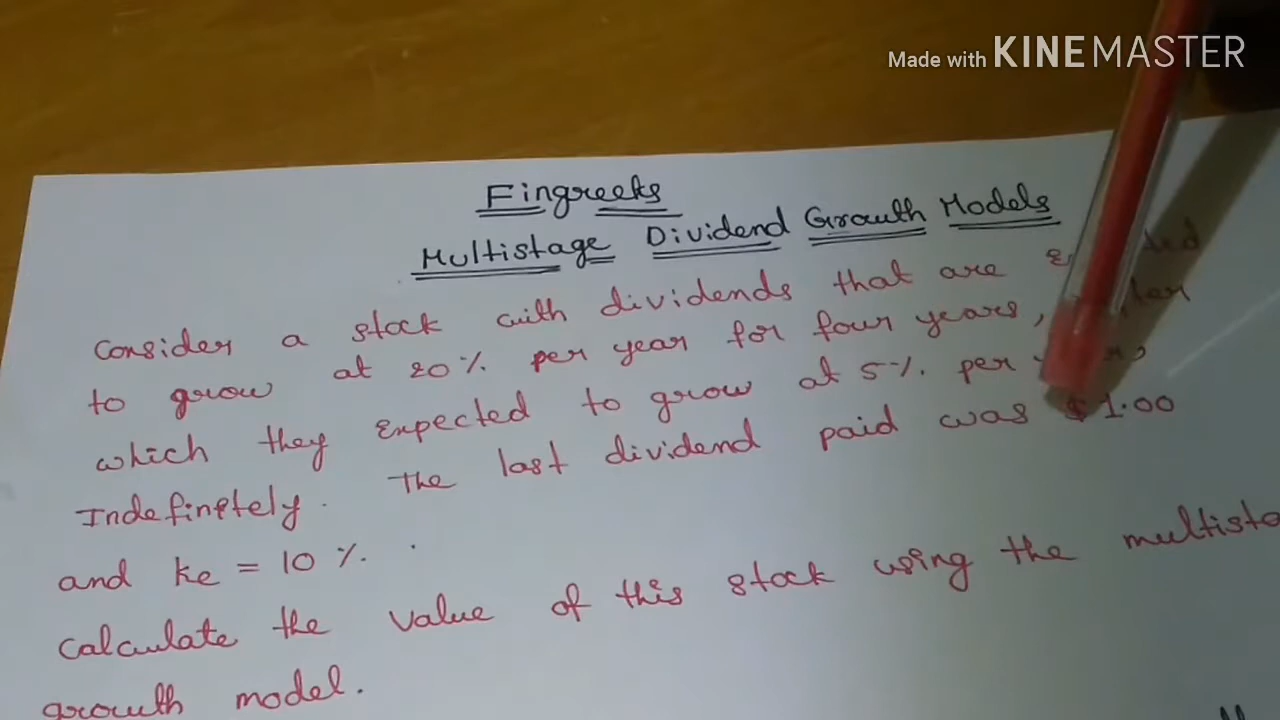 Made with KINEMASTER
Fingreeks
Multistage Dividend Growth Models
Consider a stock with dividends that are
to grow at 20% per year for four years,
which they Expected to grow at 5% per
Indefinetely. The last dividend paid was $1.00
and ke = 10%.
Calculate the value of this stock using the
growth model.